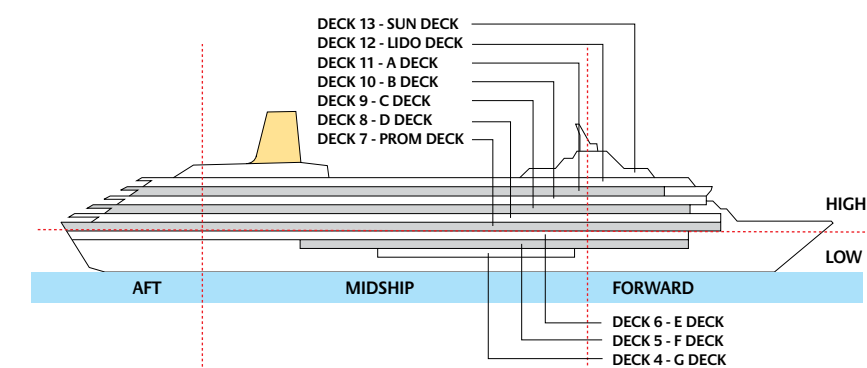 DECK 13 - SUN DECK
DECK 12 - LIDO DECK
DECK 11 - A DECK
DECK 10 - B DECK
DECK 9 - C DECK
DECK 8 - D DECK
DECK 7 - PROM DECK
HIGH
LOW
AFT MIDSHIP FORWARD
DECK 6 - E DECK
DECK 5 - F DECK
DECK 4 - G DECK